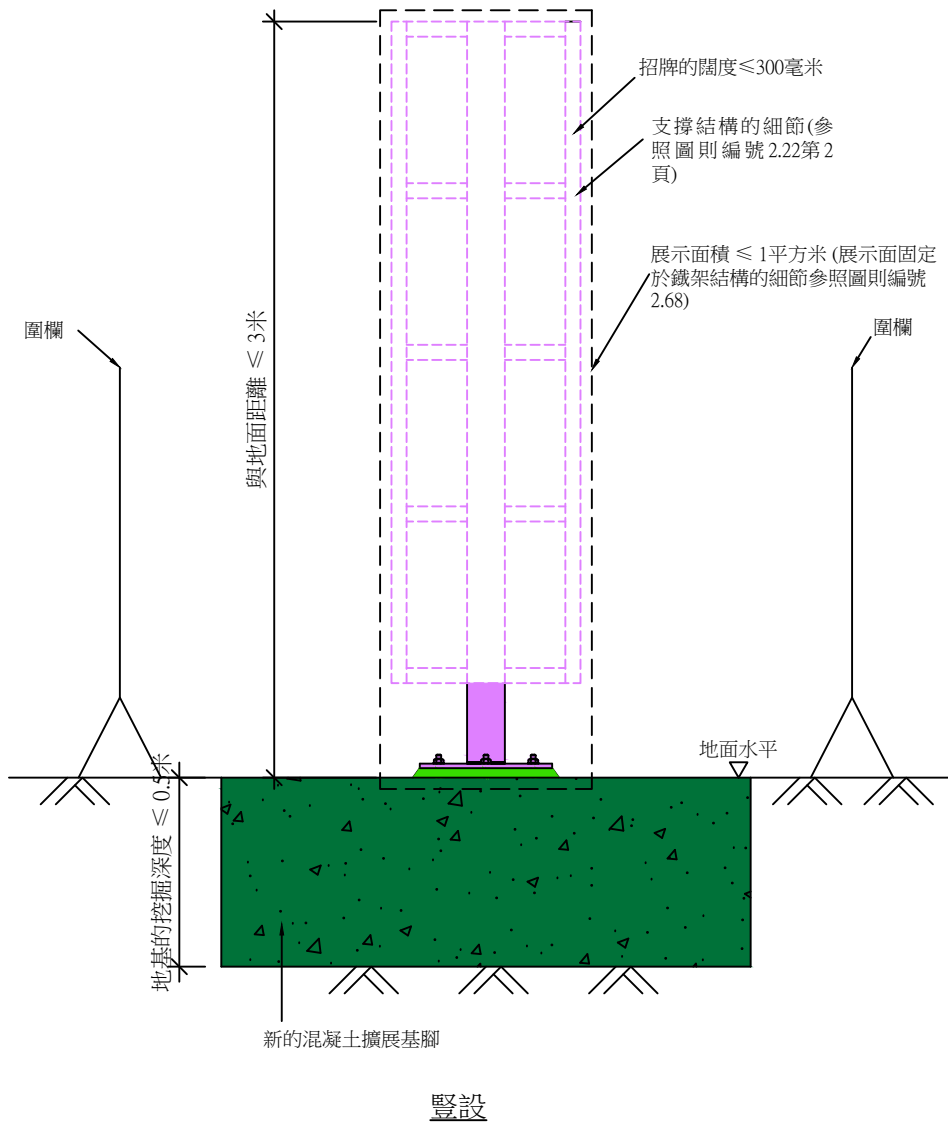 招牌的闊度≤300毫米
支撐結構的細節(參
照圖則編號2.22第2
頁)
展示面積 ≤ 1平方米 (展示面固定
於鐵架結構的細節參照圖則編號
2.68)
圍欄
圍欄
與地面距離 ≤ 3米
地面水平
地基的挖掘深度 ≤ 0.5米
新的混凝土擴展基腳
豎設